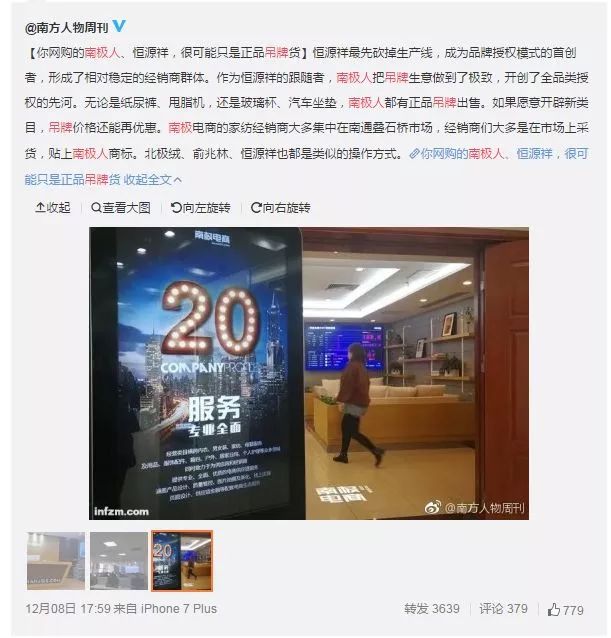 @南方人物周刊
【你网购的南极人、恒源祥，很可能只是正品吊牌货】恒源祥最先砍掉生产线，成为品牌授权模式的首创
者，形成了相对稳定的经销商群体。作为恒源祥的跟随者，南极人把吊牌生意做到了极致，开创了全品类授
权的先河。无论是纸尿裤、甩脂机，还是玻璃杯、汽车坐垫，南极人都有正品吊牌出售。如果愿意开辟新类
目，吊牌价格还能再优惠。南极电商的家纺经销商大多集中在南通叠石桥市场，经销商们大多是在市场上采
货，贴上南极人商标。北极绒、俞兆林、恒源祥也都是类似的操作方式。你网购的南极人、恒源祥，很可
能只是正品吊牌货 收起全文
收起 查看大图 向左旋转 向右旋转
南极电商
20
COMPANY
服务
专业全面
南极
电商
infzm.com
@南方人物周刊
20
12月08日 17:59 来自 iPhone 7 Plus
转发 3639 评论 379 779